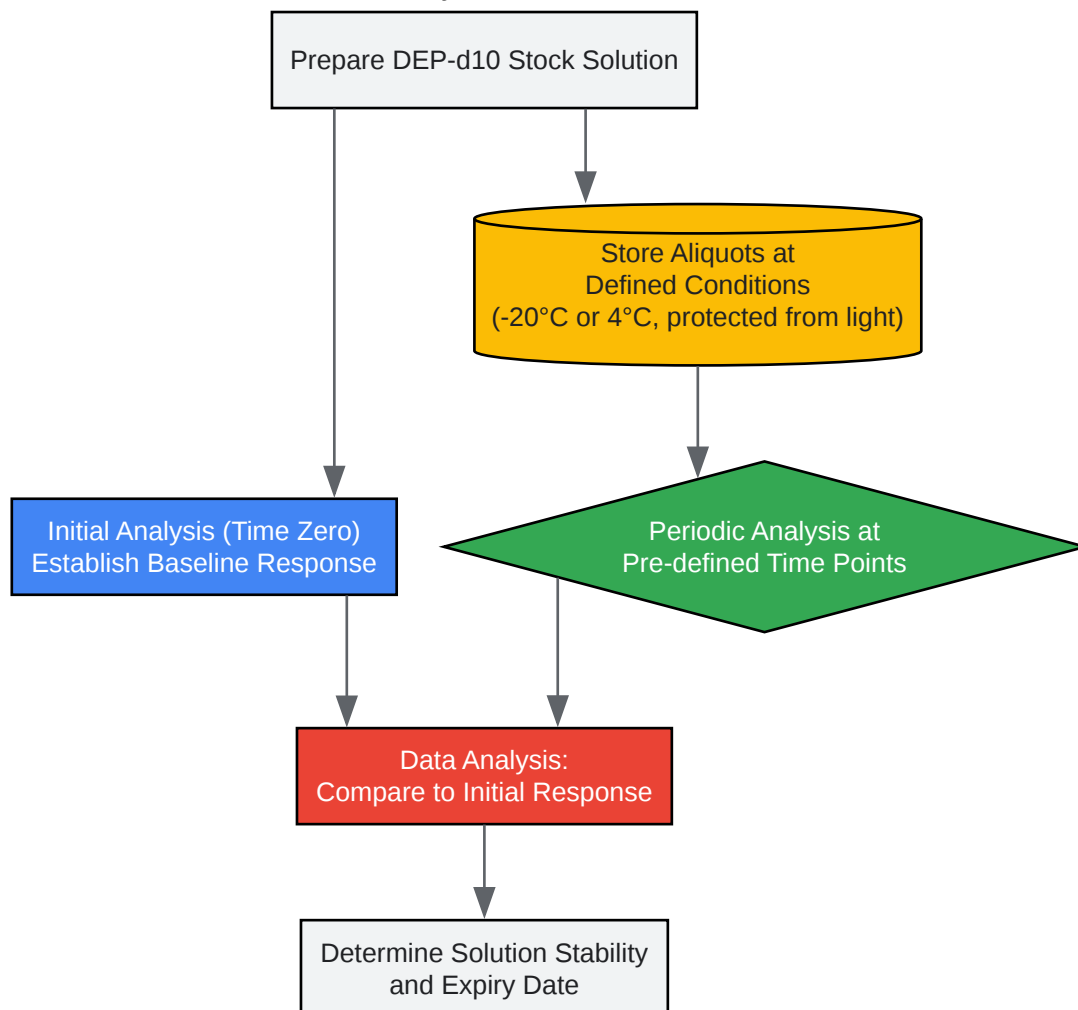 Prepare DEP-d10 Stock Solution
Store Aliquots at
Defined Conditions
(-20°C or 4°C, protected from light)
Initial Analysis (Time Zero)
Establish Baseline Response
Periodic Analysis at
Pre-defined Time Points
Data Analysis:
Compare to Initial Response
Determine Solution Stability
and Expiry Date